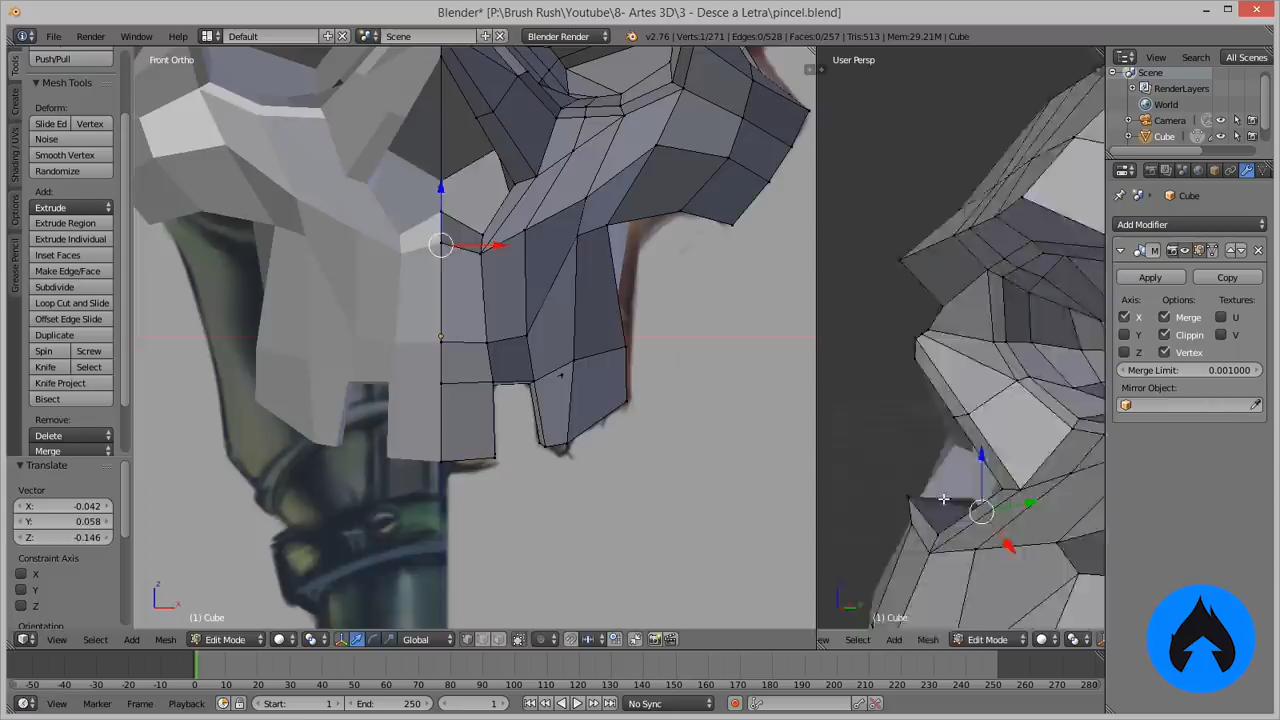 Blender* [P:\Brush Rush\Youtube\8- Artes 3D\3 - Desce a Letra\pincel.blend]
File Render Window Help Default Scene Blender Render v2.76 | Verts:1/271 | Edges:0/528 | Faces:0/257 | Tris:513 | Mem:29.21M | Cube
Tools
Create
Shading / UVs
Options
Grease Pencil
Push/Pull
Mesh Tools
Deform:
Slide Ed Vertex
Noise
Smooth Vertex
Randomize
Add:
Extrude
Extrude Region
Extrude Individual
Inset Faces
Make Edge/Face
Subdivide
Loop Cut and Slide
Offset Edge Slide
Duplicate
Spin Screw
Knife Select
Knife Project
Bisect
Remove:
Delete
Merge
Translate
Vector
X: -0.042
Y: 0.058
Z: -0.146
Constraint Axis
X
Y
Z
Orientation
Front Ortho
z
x
(1) Cube
User Persp
(1) Cube
View Search All Scenes
Scene
RenderLayers
World
Camera
Cube
Cube
Add Modifier
M
Apply Copy
Axis: Options: Textures:
X Merge U
Y Clippin V
Z Vertex
Merge Limit: 0.001000
Mirror Object:
View Select Add Mesh Edit Mode Global
ew Select Add Mesh Edit Mode
-50 -40 -30 -20 -10 0 10 20 30 40 50 60 70 80 90 100 110 120 130 140 150 160 170 180 190 200 210 220 230 240 250 260 270 280
View Marker Frame Playback Start: 1 End: 250 1 No Sync